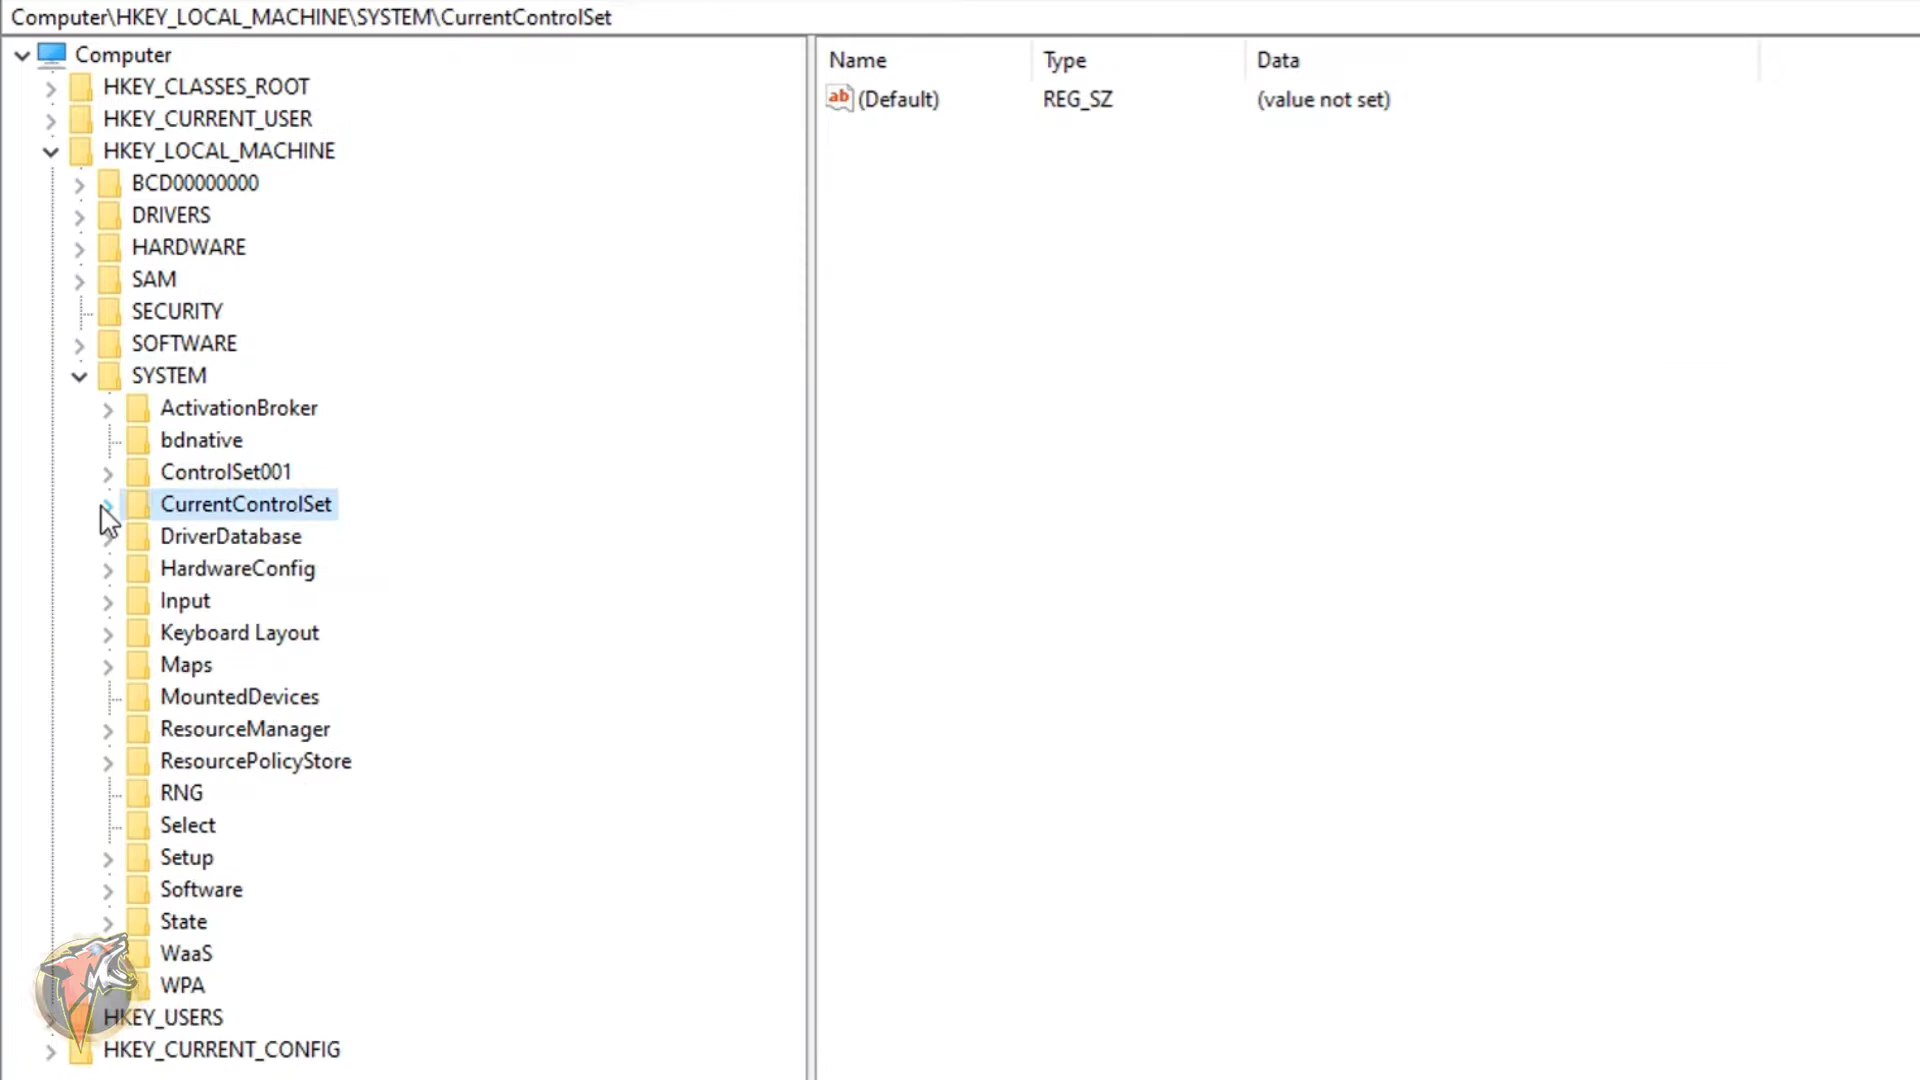 Computer\HKEY_LOCAL_MACHINE\SYSTEM\CurrentControlSet
Computer
HKEY_CLASSES_ROOT
HKEY_CURRENT_USER
HKEY_LOCAL_MACHINE
BCD00000000
DRIVERS
HARDWARE
SAM
SECURITY
SOFTWARE
SYSTEM
ActivationBroker
bdnative
ControlSet001
CurrentControlSet
DriverDatabase
HardwareConfig
Input
Keyboard Layout
Maps
MountedDevices
ResourceManager
ResourcePolicyStore
RNG
Select
Setup
Software
State
WaaS
WPA
HKEY_USERS
HKEY_CURRENT_CONFIG
Name Type Data
ab (Default) REG_SZ (value not set)